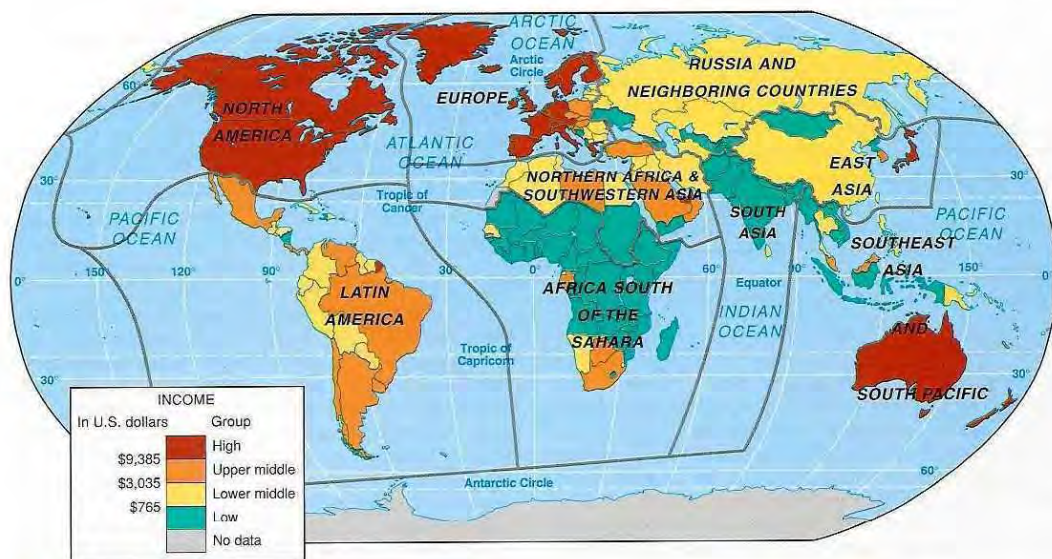 ARCTIC
OCEAN
Arctic
Circle
RUSSIA AND
NEIGHBORING COUNTRIES
60°
EUROPE
NORTH
AMERICA
ATLANTIC
OCEAN
EAST
ASIA
30°
30°
NORTHERN AFRICA &
SOUTHWESTERN ASIA
Tropic of
Cancer
PACIFIC
OCEAN
SOUTH
ASIA
PACIFIC
OCEAN
SOUTHEAST
ASIA
150°
120°
90°
60°
30°
0°
60°
90°
150°
0°
Equator
0°
AFRICA SOUTH
OF THE
SAHARA
LATIN
AMERICA
INDIAN
OCEAN
AND
SOUTH PACIFIC
Tropic of
Capricorn
30°
30°
60°
Antarctic Circle
INCOME
In U.S. dollars
Group
High
$9,385
Upper middle
$3,035
Lower middle
$765
Low
No data